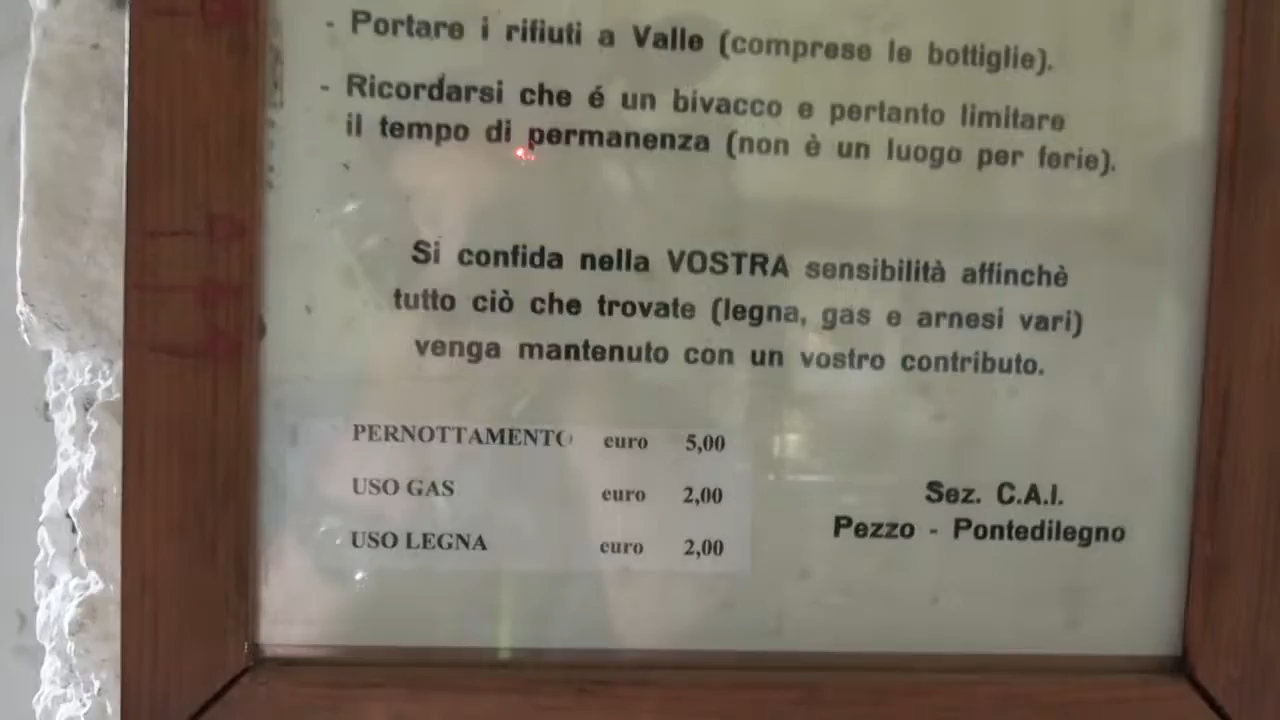 - Portare i rifiuti a Valle (comprese le bottiglie).
- Ricordarsi che é un bivacco e pertanto limitare
il tempo di permanenza (non è un luogo per ferie).
Si confida nella VOSTRA sensibilità affinchè
tutto ciò che trovate (legna, gas e arnesi vari)
venga mantenuto con un vostro contributo.
PERNOTTAMENTO euro 5,00
USO GAS euro 2,00
USO LEGNA euro 2,00
Sez. C.A.I.
Pezzo - Pontedilegno